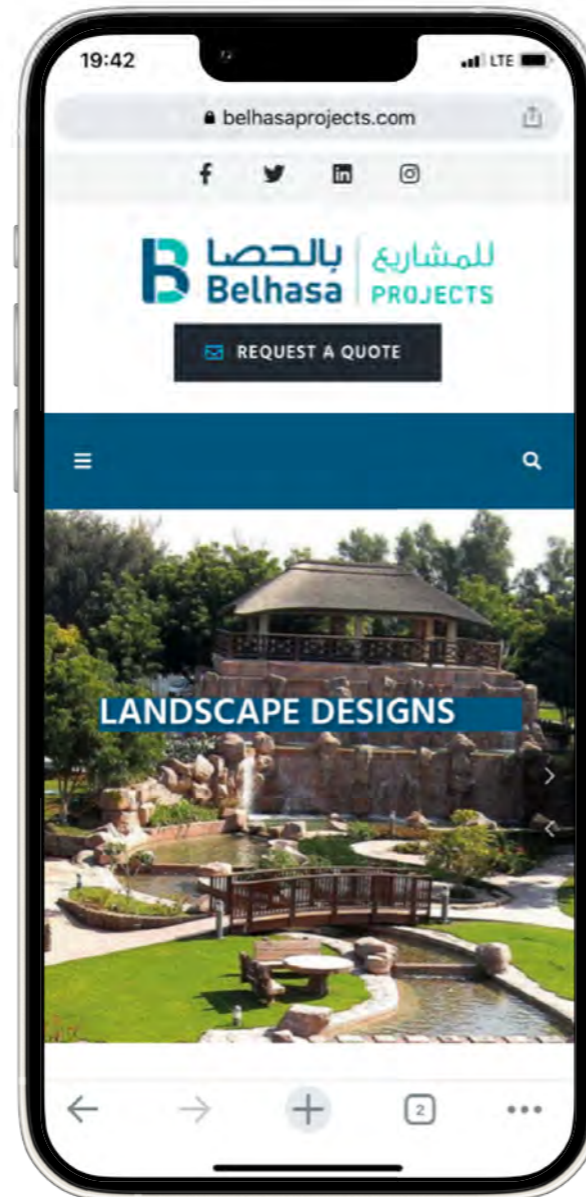 19:42
LTE
belhasaprojects.com
بالحصا للمشاريع
Belhasa PROJECTS
REQUEST A QUOTE
LANDSCAPE DESIGNS
2